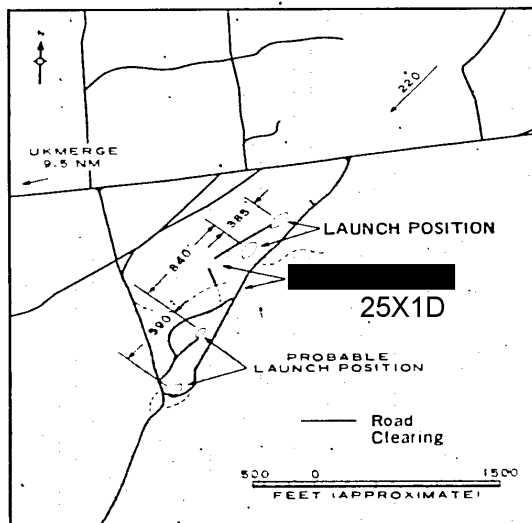 z
220°
UKMERGE
9.5 NM
385'
LAUNCH POSITION
840'
25X1D
590'
PROBABLE
LAUNCH POSITION
Road
Clearing
500 0 1500
FEET (APPROXIMATE)